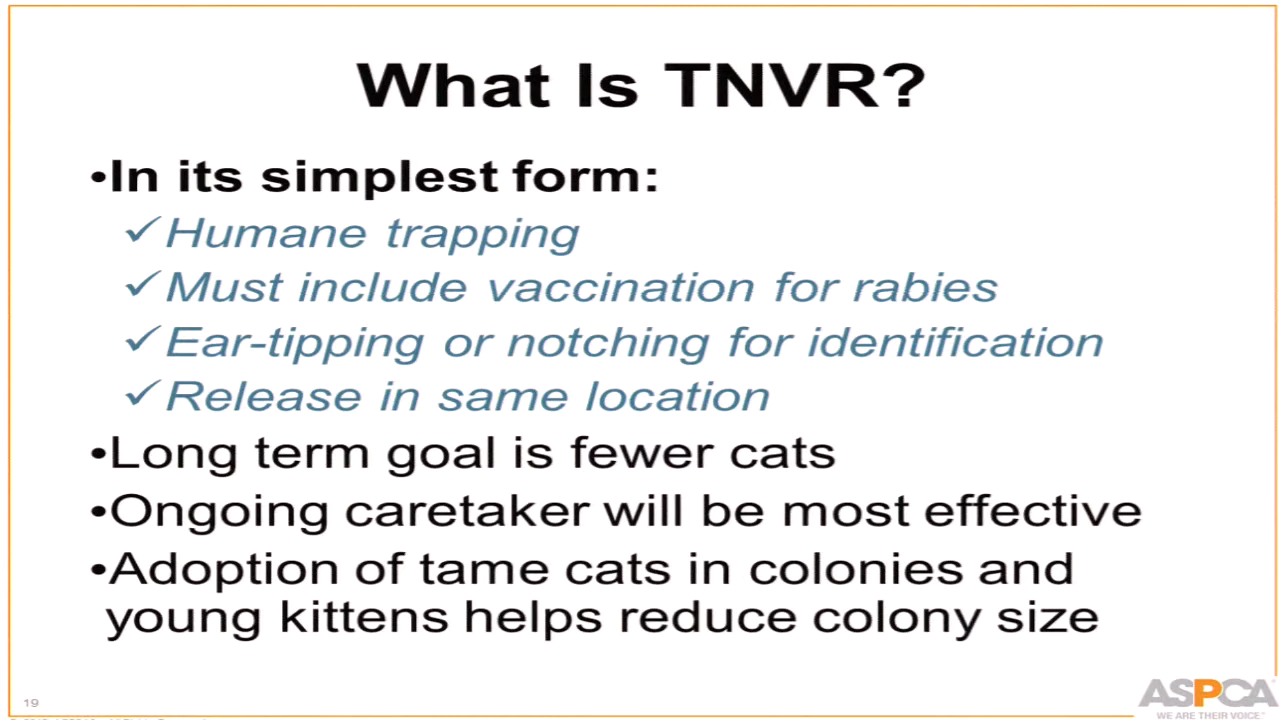 What Is TNVR?
•In its simplest form:
✓Humane trapping
✓Must include vaccination for rabies
✓Ear-tipping or notching for identification
✓Release in same location
•Long term goal is fewer cats
•Ongoing caretaker will be most effective
•Adoption of tame cats in colonies and
young kittens helps reduce colony size
19
ASPCA
WE ARE THEIR VOICE.